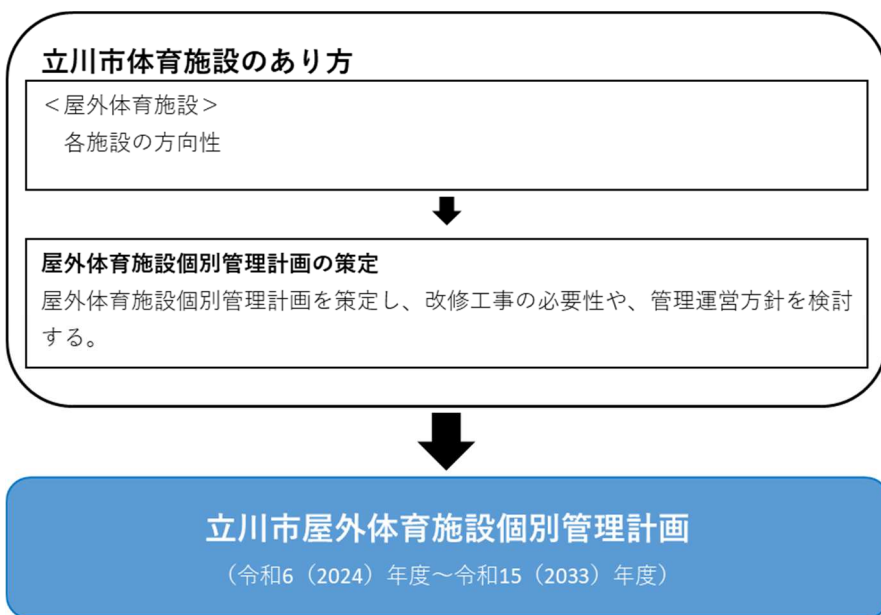 立川市体育施設のあり方
＜屋外体育施設＞
各施設の方向性
屋外体育施設個別管理計画の策定
屋外体育施設個別管理計画を策定し、改修工事の必要性や、管理運営方針を検討
する。
立川市屋外体育施設個別管理計画
（令和6（2024）年度～令和15（2033）年度）